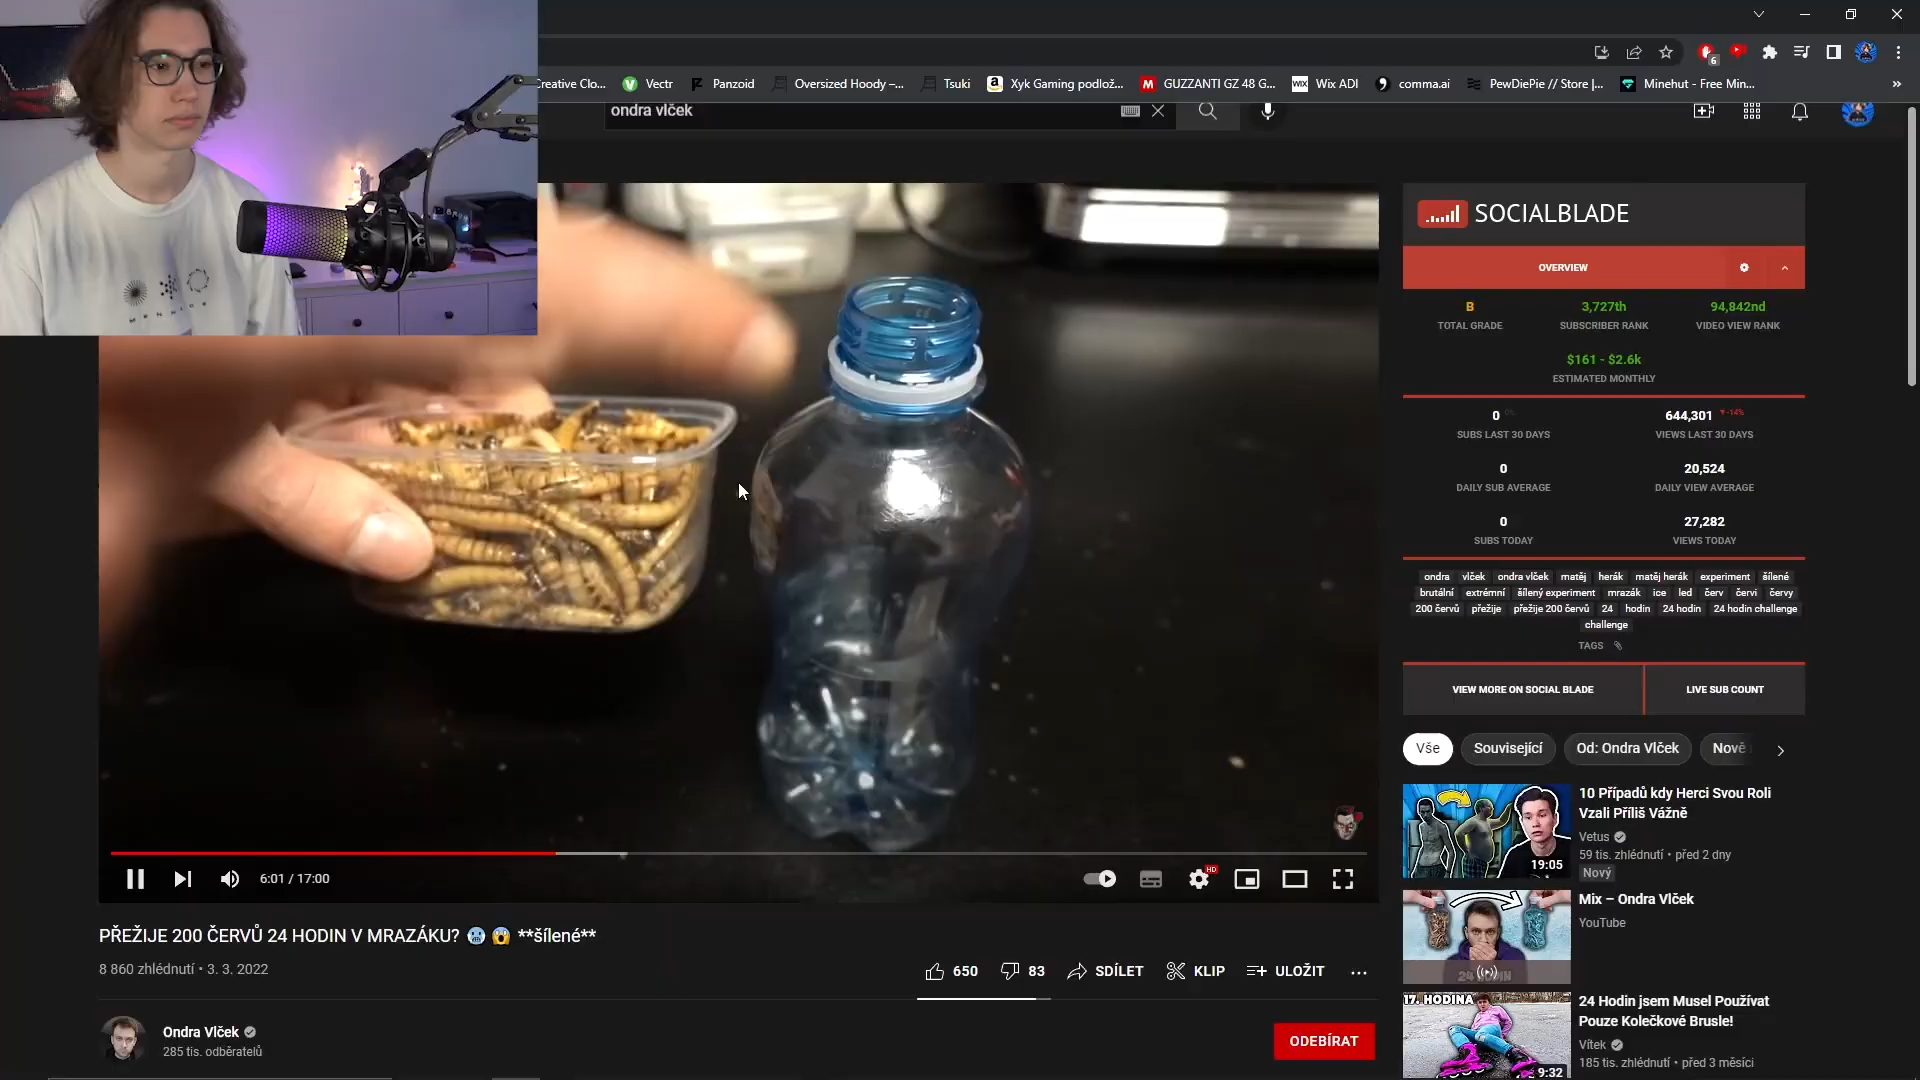 Creative Clo...
Vectr
Panzoid
Oversized Hoody –...
Tsuki
Xyk Gaming podlož...
GUZZANTI GZ 48 G...
Wix ADI
comma.ai
PewDiePie // Store |...
Minehut - Free Min...
»
6
ondra vlček
SOCIALBLADE
OVERVIEW
B 3,727th 94,842nd
TOTAL GRADE SUBSCRIBER RANK VIDEO VIEW RANK
$161 - $2.6k
ESTIMATED MONTHLY
0 0% 644,301 -14%
SUBS LAST 30 DAYS VIEWS LAST 30 DAYS
0 20,524
DAILY SUB AVERAGE DAILY VIEW AVERAGE
0 27,282
SUBS TODAY VIEWS TODAY
ondra vlček ondra vlček matěj herák matěj herák experiment šílené
brutální extrémní šílený experiment mrazák ice led červ červi červy
200 červů přežije přežije 200 červů 24 hodin 24 hodin 24 hodin challenge
challenge
TAGS
VIEW MORE ON SOCIAL BLADE LIVE SUB COUNT
Vše Související Od: Ondra Vlček Nově
10 Případů kdy Herci Svou Roli
Vzali Příliš Vážně
Vetus
59 tis. zhlédnutí • před 2 dny
Nový
19:05
Mix – Ondra Vlček
YouTube
24 HODIN
24 Hodin jsem Musel Používat
Pouze Kolečkové Brusle!
Vítek
185 tis. zhlédnutí • před 3 měsíci
17. HODINA
9:32
6:01 / 17:00
HD
PŘEŽIJE 200 ČERVŮ 24 HODIN V MRAZÁKU? 🥶 😱 **šílené**
8 860 zhlédnutí • 3. 3. 2022
650 83 SDÍLET KLIP ULOŽIT ...
Ondra Vlček
285 tis. odběratelů
ODEBÍRAT